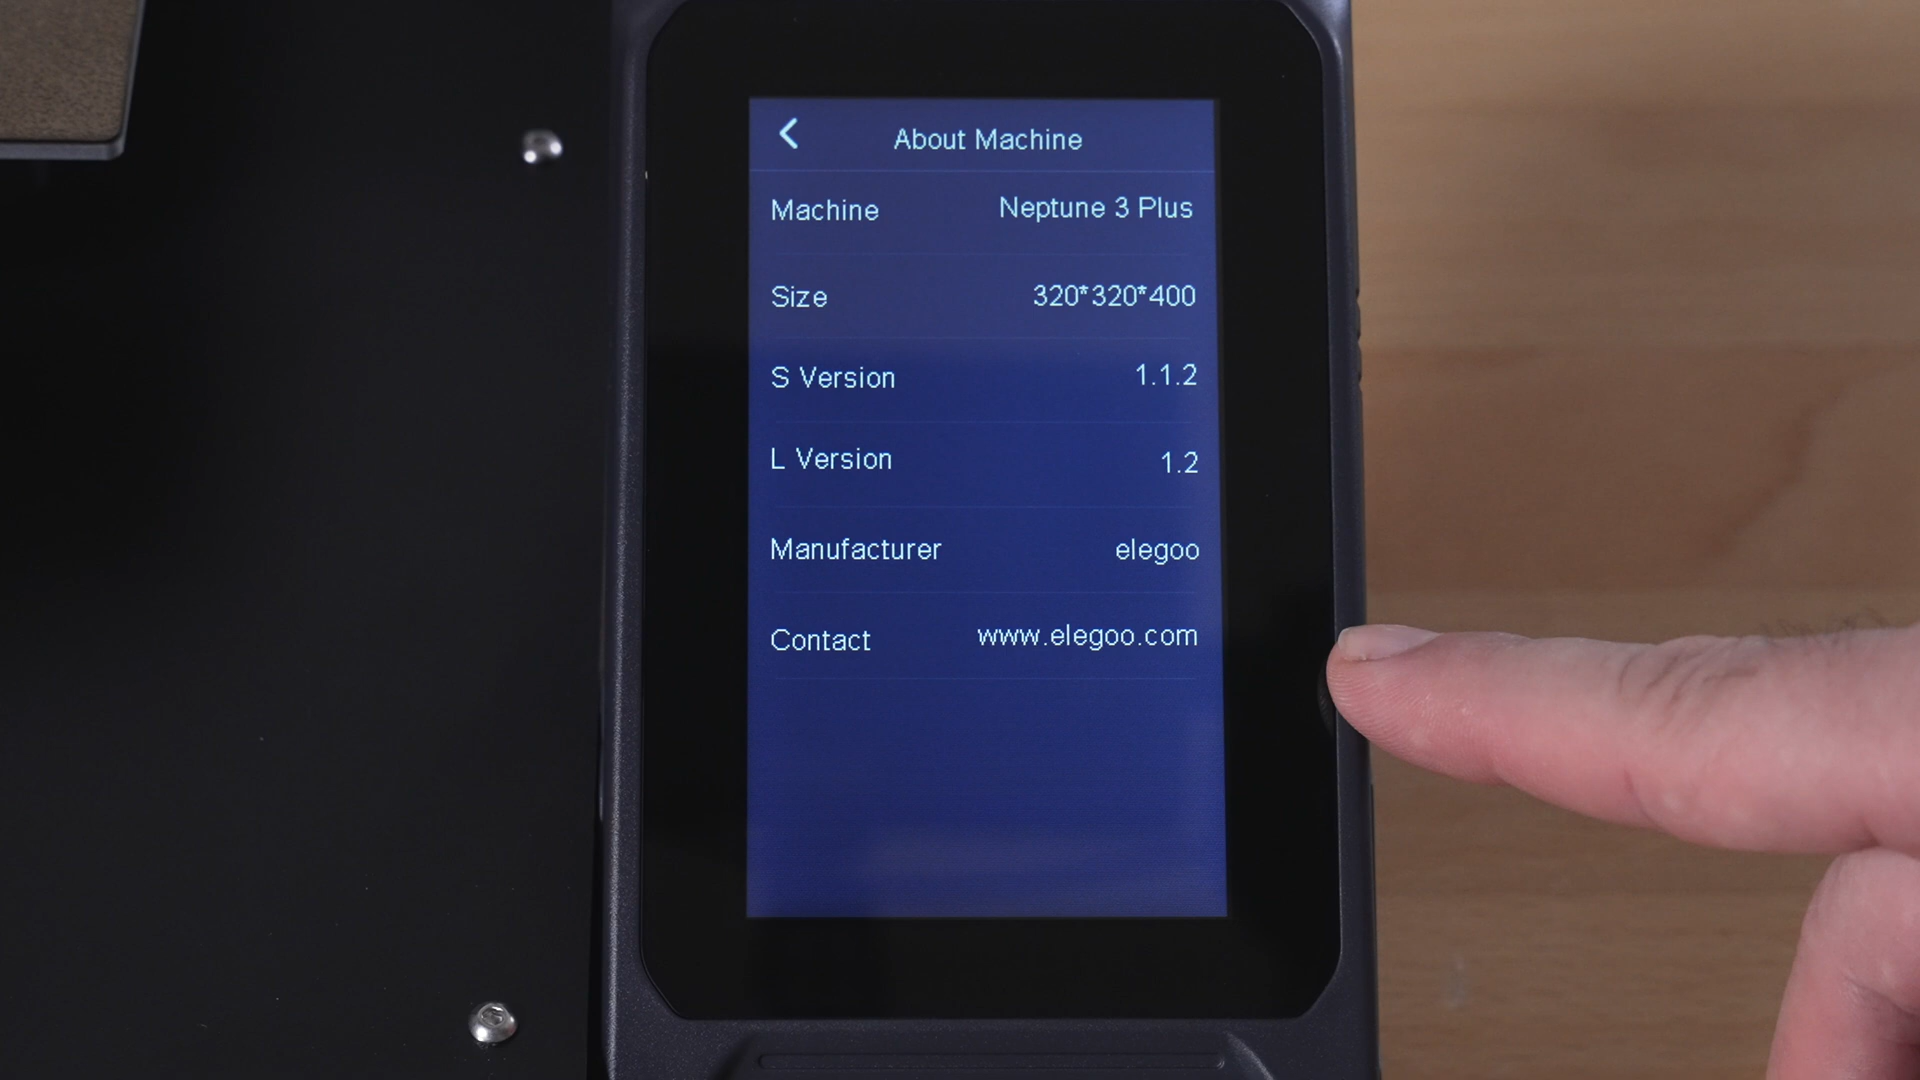 About Machine
Machine Neptune 3 Plus
Size 320*320*400
S Version 1.1.2
L Version 1.2
Manufacturer elegoo
Contact www.elegoo.com